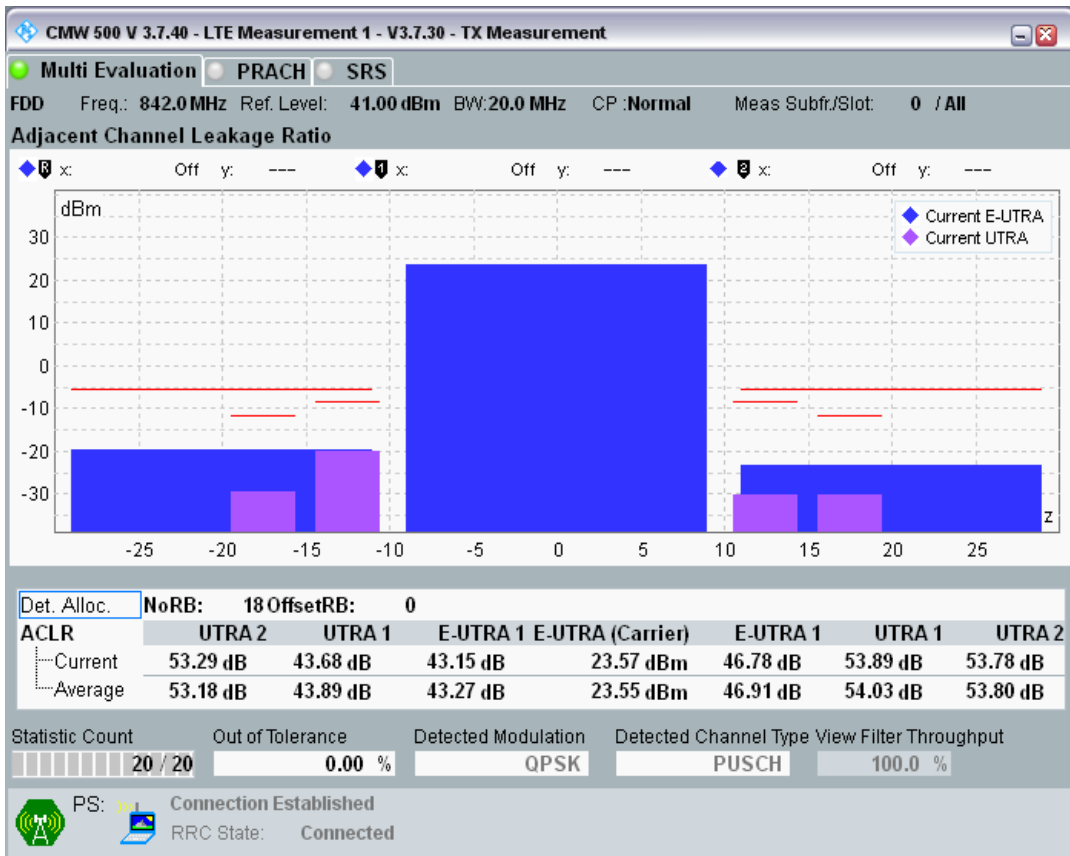 CMW 500 V 3.7.40 - LTE Measurement 1 - V3.7.30 - TX Measurement
Multi Evaluation PRACH SRS
FDD Freq.: 842.0 MHz Ref. Level: 41.00 dBm BW:20.0 MHz CP :Normal Meas Subfr./Slot: 0 / All
Adjacent Channel Leakage Ratio
R x: Off y: --- 1 x: Off y: --- 2 x: Off y: ---
dBm
Current E-UTRA
Current UTRA
30
20
10
0
-10
-20
-30
z
-25 -20 -15 -10 -5 0 5 10 15 20 25
Det. Alloc. NoRB: 18 OffsetRB: 0
ACLR UTRA 2 UTRA 1 E-UTRA 1 E-UTRA (Carrier) E-UTRA 1 UTRA 1 UTRA 2
Current 53.29 dB 43.68 dB 43.15 dB 23.57 dBm 46.78 dB 53.89 dB 53.78 dB
Average 53.18 dB 43.89 dB 43.27 dB 23.55 dBm 46.91 dB 54.03 dB 53.80 dB
Statistic Count Out of Tolerance Detected Modulation Detected Channel Type View Filter Throughput
20 / 20 0.00 % QPSK PUSCH 100.0 %
PS: Connection Established
RRC State: Connected